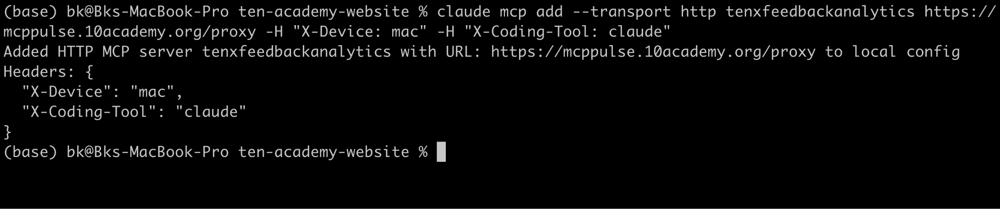 (base) bk@Bks-MacBook-Pro ten-academy-website % claude mcp add --transport http tenxfeedbackanalytics https://
mcppulse.10academy.org/proxy -H "X-Device: mac" -H "X-Coding-Tool: claude"
Added HTTP MCP server tenxfeedbackanalytics with URL: https://mcppulse.10academy.org/proxy to local config
Headers: {
  "X-Device": "mac",
  "X-Coding-Tool": "claude"
}
(base) bk@Bks-MacBook-Pro ten-academy-website %